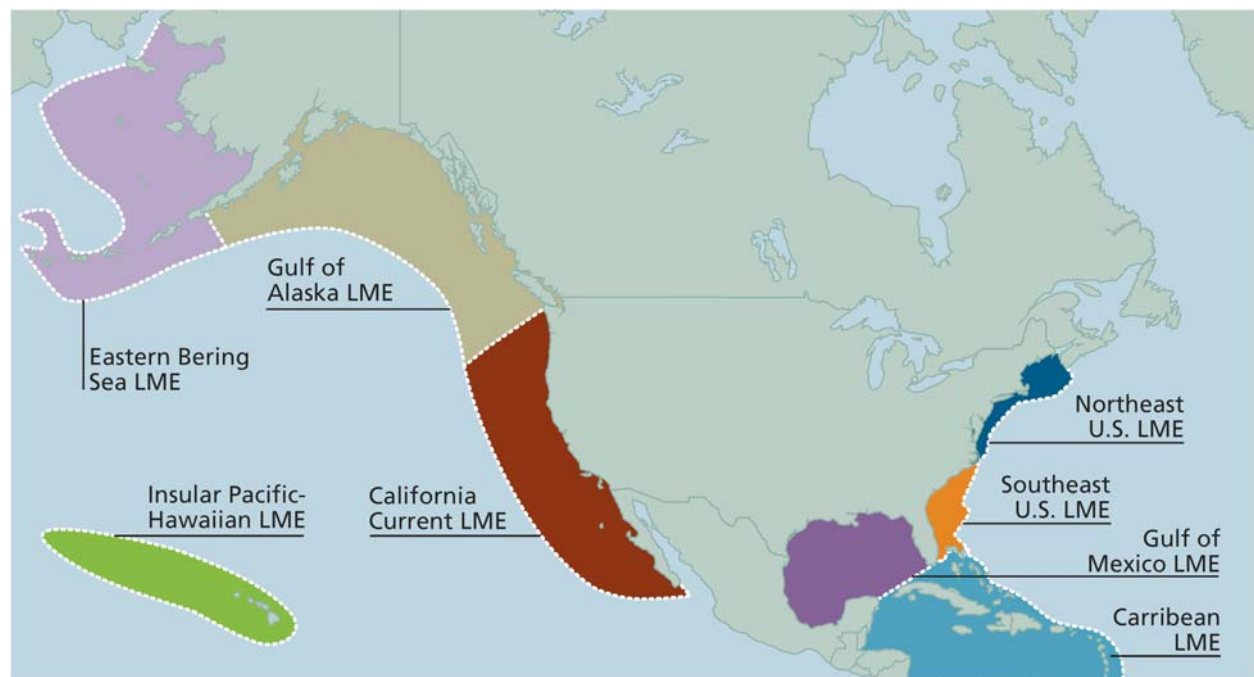 Gulf of
Alaska LME
Eastern Bering
Sea LME
Northeast
U.S. LME
Insular Pacific-
Hawaiian LME
California
Current LME
Southeast
U.S. LME
Gulf of
Mexico LME
Carribean
LME